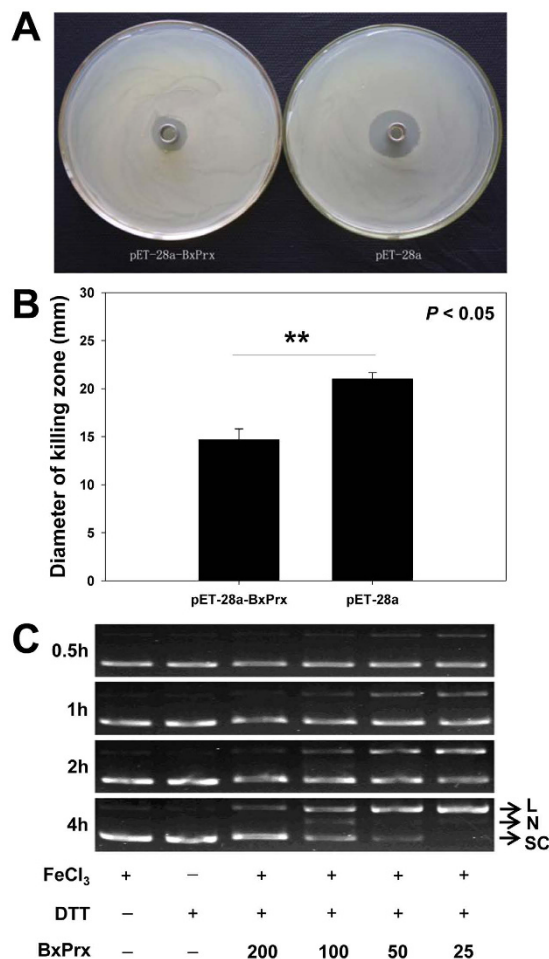 A
pET-28a-BxPrx pET-28a
B
Diameter of killing zone (mm)
30
25
20
15
10
5
0
P < 0.05
**
pET-28a-BxPrx pET-28a
C
0.5h
1h
2h
4h
L
N
SC
FeCl₃ + – + + + +
DTT – + + + + +
BxPrx – – 200 100 50 25